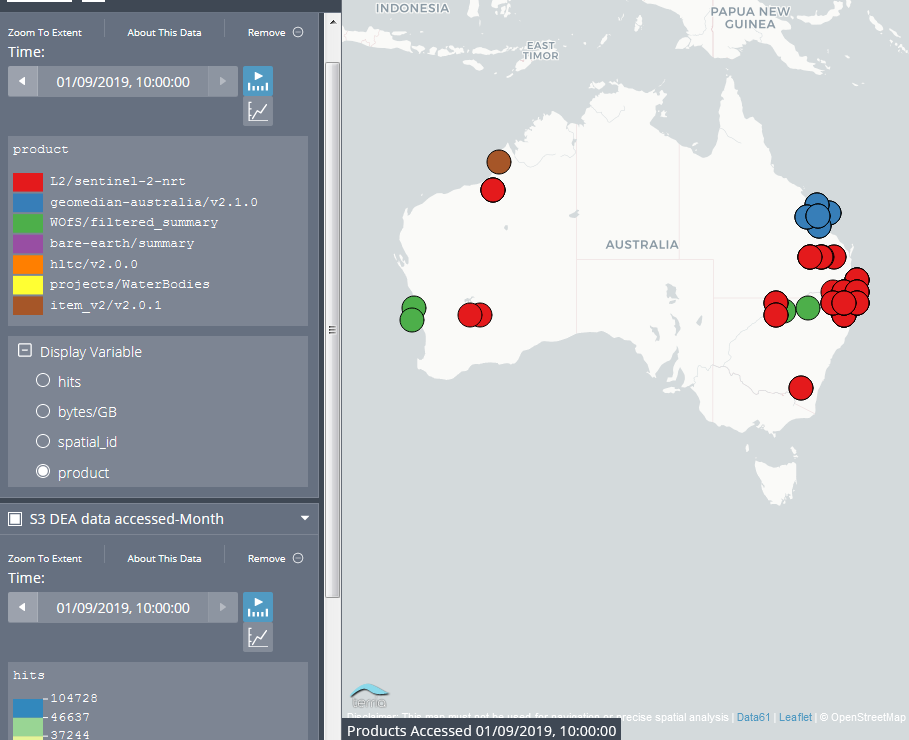 Zoom To Extent
About This Data
Remove
Time:
01/09/2019, 10:00:00
product
L2/sentinel-2-nrt
geomedian-australia/v2.1.0
WOfS/filtered_summary
bare-earth/summary
hltc/v2.0.0
projects/WaterBodies
item_v2/v2.0.1
Display Variable
hits
bytes/GB
spatial_id
product
S3 DEA data accessed-Month
Zoom To Extent
About This Data
Remove
Time:
01/09/2019, 10:00:00
hits
104728
46637
37244
INDONESIA
PAPUA NEW
GUINEA
EAST
TIMOR
AUSTRALIA
terria
Disclaimer: This map must not be used for navigation or precise spatial analysis | Data61 | Leaflet | © OpenStreetMap
Products Accessed 01/09/2019, 10:00:00